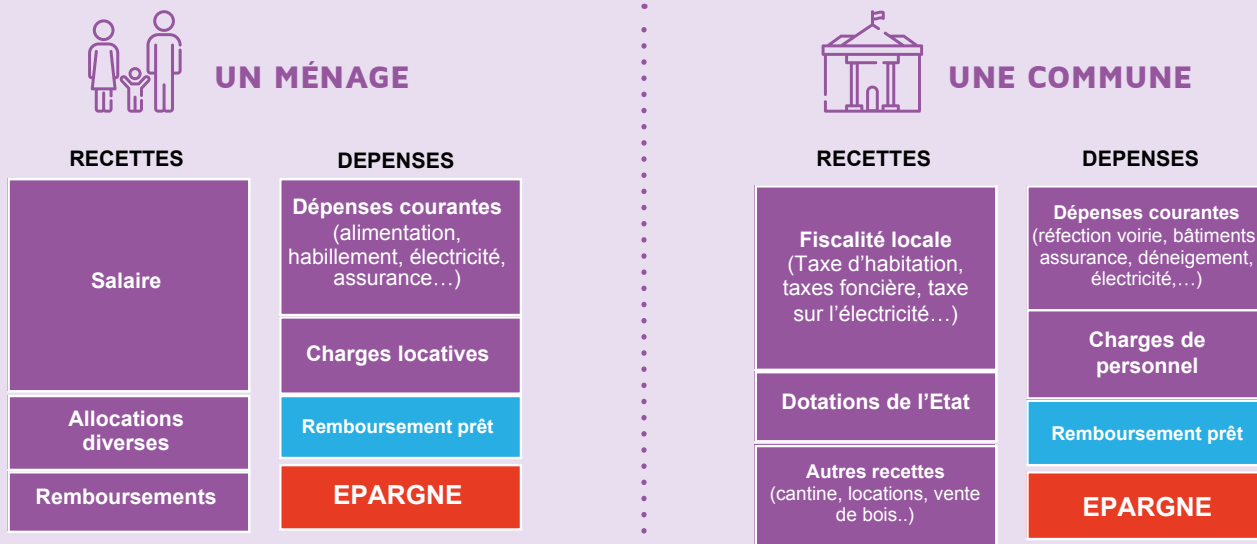 UN MÉNAGE
RECETTES
Salaire
Allocations
diverses
Remboursements
DEPENSES
Dépenses courantes
(alimentation,
habillement, électricité,
assurance…)
Charges locatives
Remboursement prêt
EPARGNE
UNE COMMUNE
RECETTES
Fiscalité locale
(Taxe d’habitation,
taxes foncière, taxe
sur l’électricité…)
Dotations de l’Etat
Autres recettes
(cantine, locations, vente
de bois..)
DEPENSES
Dépenses courantes
(réfection voirie, bâtiments
assurance, déneigement,
électricité,…)
Charges de
personnel
Remboursement prêt
EPARGNE